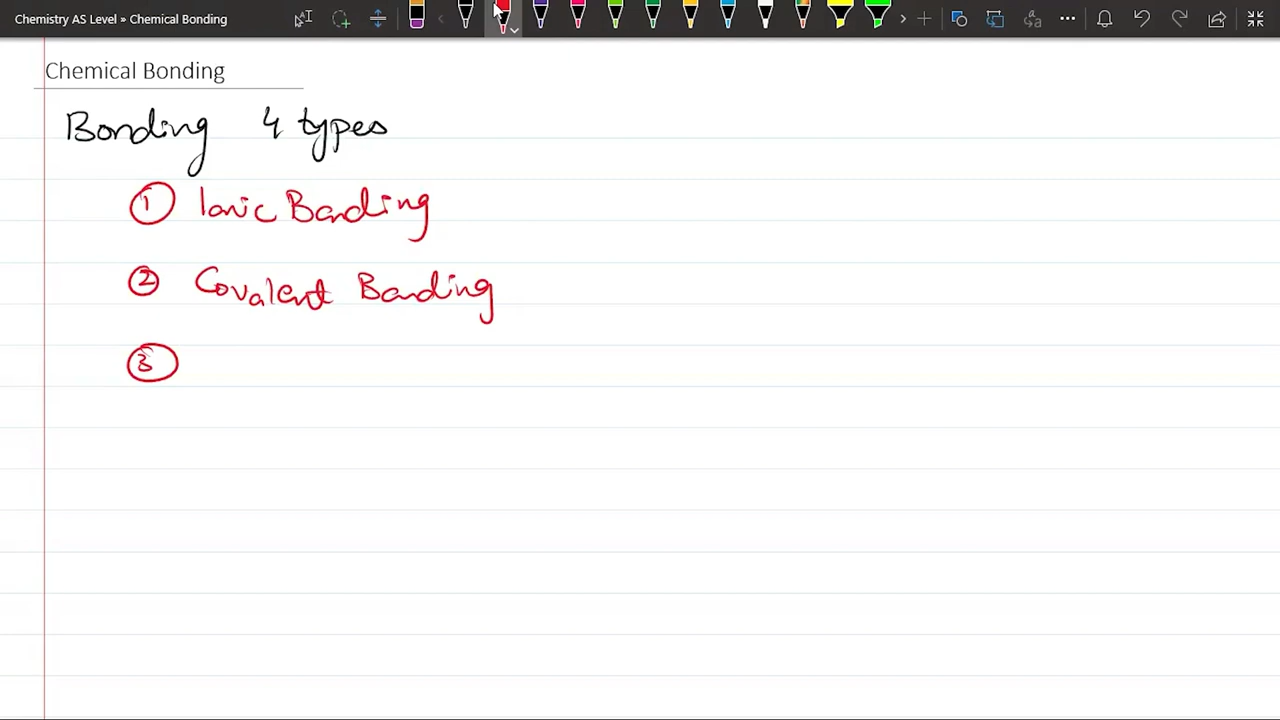 Chemistry AS Level » Chemical Bonding
Chemical Bonding
Bonding 4 types
① Ionic Bonding
② Covalent Bonding
③